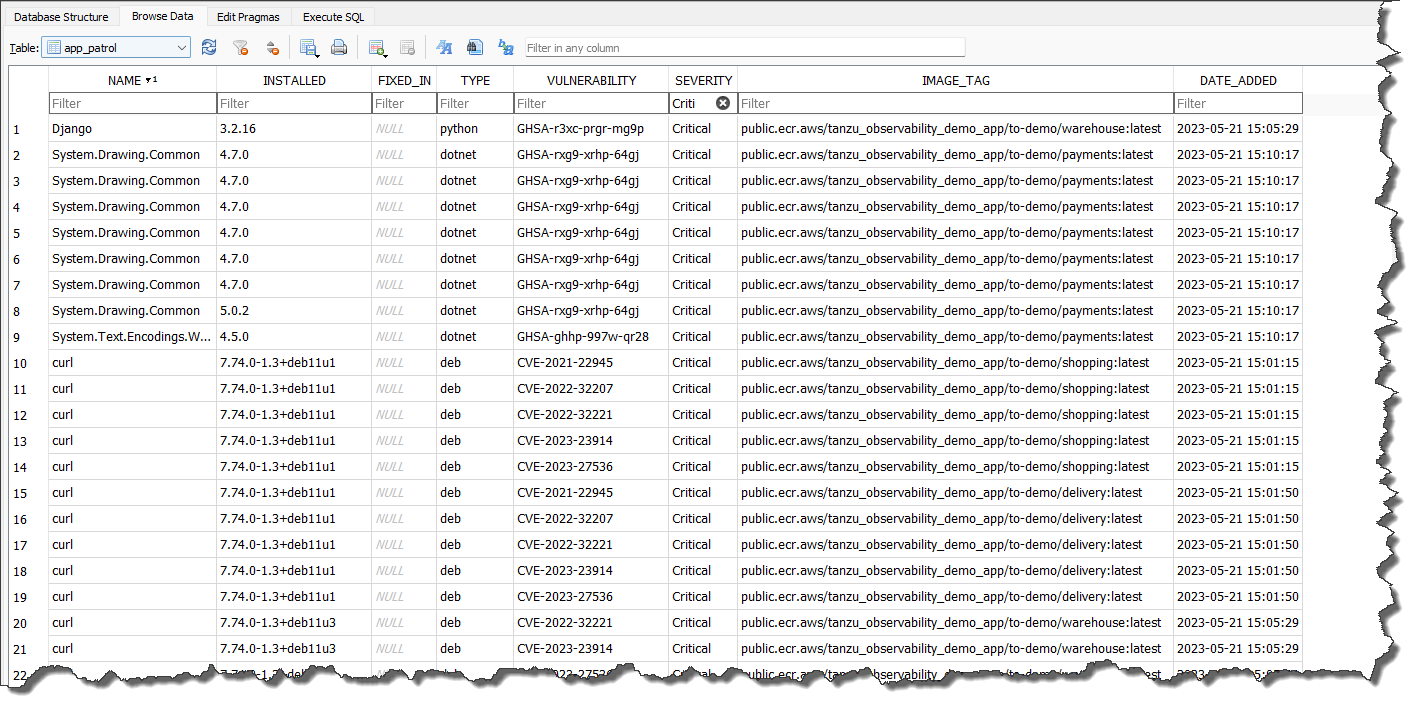 Database Structure Browse Data Edit Pragmas Execute SQL
Table: app_patrol Filter in any column
NAME 1 INSTALLED FIXED_IN TYPE VULNERABILITY SEVERITY IMAGE_TAG DATE_ADDED
Filter Filter Filter Filter Filter Criti Filter Filter
1 Django 3.2.16 NULL python GHSA-r3xc-prgr-mg9p Critical public.ecr.aws/tanzu_observability_demo_app/to-demo/warehouse:latest 2023-05-21 15:05:29
2 System.Drawing.Common 4.7.0 NULL dotnet GHSA-rxg9-xrhp-64gj Critical public.ecr.aws/tanzu_observability_demo_app/to-demo/payments:latest 2023-05-21 15:10:17
3 System.Drawing.Common 4.7.0 NULL dotnet GHSA-rxg9-xrhp-64gj Critical public.ecr.aws/tanzu_observability_demo_app/to-demo/payments:latest 2023-05-21 15:10:17
4 System.Drawing.Common 4.7.0 NULL dotnet GHSA-rxg9-xrhp-64gj Critical public.ecr.aws/tanzu_observability_demo_app/to-demo/payments:latest 2023-05-21 15:10:17
5 System.Drawing.Common 4.7.0 NULL dotnet GHSA-rxg9-xrhp-64gj Critical public.ecr.aws/tanzu_observability_demo_app/to-demo/payments:latest 2023-05-21 15:10:17
6 System.Drawing.Common 4.7.0 NULL dotnet GHSA-rxg9-xrhp-64gj Critical public.ecr.aws/tanzu_observability_demo_app/to-demo/payments:latest 2023-05-21 15:10:17
7 System.Drawing.Common 4.7.0 NULL dotnet GHSA-rxg9-xrhp-64gj Critical public.ecr.aws/tanzu_observability_demo_app/to-demo/payments:latest 2023-05-21 15:10:17
8 System.Drawing.Common 5.0.2 NULL dotnet GHSA-rxg9-xrhp-64gj Critical public.ecr.aws/tanzu_observability_demo_app/to-demo/payments:latest 2023-05-21 15:10:17
9 System.Text.Encodings.W... 4.5.0 NULL dotnet GHSA-ghhp-997w-qr28 Critical public.ecr.aws/tanzu_observability_demo_app/to-demo/payments:latest 2023-05-21 15:10:17
10 curl 7.74.0-1.3+deb11u1 NULL deb CVE-2021-22945 Critical public.ecr.aws/tanzu_observability_demo_app/to-demo/shopping:latest 2023-05-21 15:01:15
11 curl 7.74.0-1.3+deb11u1 NULL deb CVE-2022-32207 Critical public.ecr.aws/tanzu_observability_demo_app/to-demo/shopping:latest 2023-05-21 15:01:15
12 curl 7.74.0-1.3+deb11u1 NULL deb CVE-2022-32221 Critical public.ecr.aws/tanzu_observability_demo_app/to-demo/shopping:latest 2023-05-21 15:01:15
13 curl 7.74.0-1.3+deb11u1 NULL deb CVE-2023-23914 Critical public.ecr.aws/tanzu_observability_demo_app/to-demo/shopping:latest 2023-05-21 15:01:15
14 curl 7.74.0-1.3+deb11u1 NULL deb CVE-2023-27536 Critical public.ecr.aws/tanzu_observability_demo_app/to-demo/shopping:latest 2023-05-21 15:01:15
15 curl 7.74.0-1.3+deb11u1 NULL deb CVE-2021-22945 Critical public.ecr.aws/tanzu_observability_demo_app/to-demo/delivery:latest 2023-05-21 15:01:50
16 curl 7.74.0-1.3+deb11u1 NULL deb CVE-2022-32207 Critical public.ecr.aws/tanzu_observability_demo_app/to-demo/delivery:latest 2023-05-21 15:01:50
17 curl 7.74.0-1.3+deb11u1 NULL deb CVE-2022-32221 Critical public.ecr.aws/tanzu_observability_demo_app/to-demo/delivery:latest 2023-05-21 15:01:50
18 curl 7.74.0-1.3+deb11u1 NULL deb CVE-2023-23914 Critical public.ecr.aws/tanzu_observability_demo_app/to-demo/delivery:latest 2023-05-21 15:01:50
19 curl 7.74.0-1.3+deb11u1 NULL deb CVE-2023-27536 Critical public.ecr.aws/tanzu_observability_demo_app/to-demo/delivery:latest 2023-05-21 15:01:50
20 curl 7.74.0-1.3+deb11u3 NULL deb CVE-2022-32221 Critical public.ecr.aws/tanzu_observability_demo_app/to-demo/warehouse:latest 2023-05-21 15:05:29
21 curl 7.74.0-1.3+deb11u3 NULL deb CVE-2023-23914 Critical public.ecr.aws/tanzu_observability_demo_app/to-demo/warehouse:latest 2023-05-21 15:05:29
22